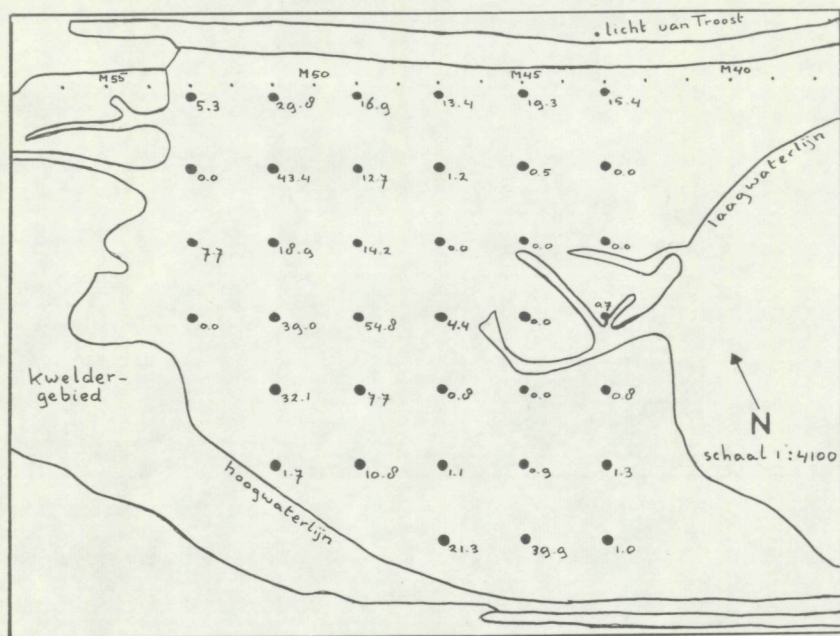 licht van Troost
M55 M50 M45 M40
5.3 29.8 16.9 13.4 19.3 15.4
0.0 43.4 12.7 1.2 0.5 0.0
laagwaterlijn
7.7 18.9 14.2 0.0 0.0 0.0
0.0 39.0 54.8 4.4 0.0 0.7
kwelder-
gebied
32.1 7.7 0.8 0.0 0.8
N
schaal 1:4100
1.7 10.8 1.1 0.9 1.3
hoogwaterlijn
21.3 39.9 1.0